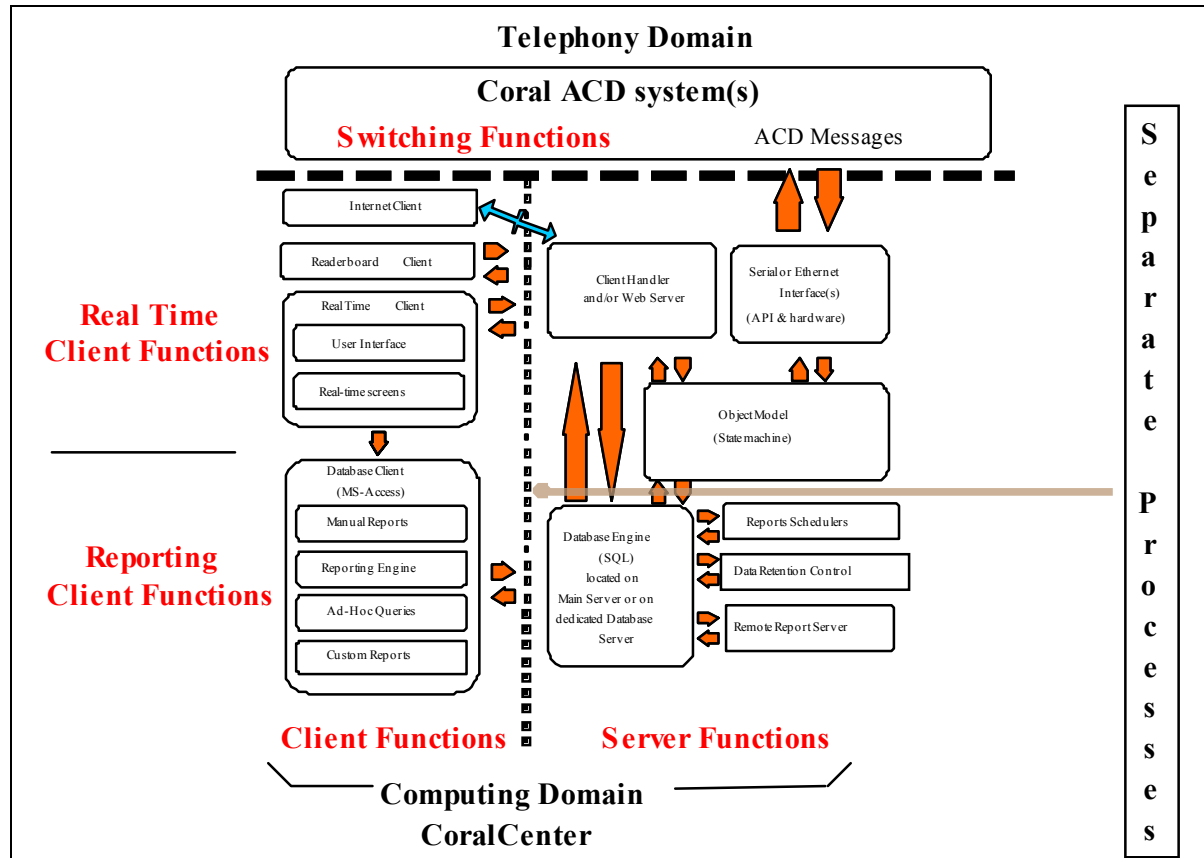 Telephony Domain
Coral ACD system(s)
Switching Functions
ACD Messages
Internet Client
Readerboard Client
Real Time Client
User Interface
Real-time screens
Real Time
Client Functions
Client Handler
and/or Web Server
Serial or Ethernet
Interface(s)
(API & hardware)
Object Model
(State machine)
Database Client
(MS-Access)
Manual Reports
Reporting Engine
Ad-Hoc Queries
Custom Reports
Reporting
Client Functions
Database Engine
(SQL)
located on
Main Server or on
dedicated Database
Server
Reports Schedulers
Data Retention Control
Remote Report Server
Client Functions
Server Functions
Computing Domain
CoralCenter
Separate Processes